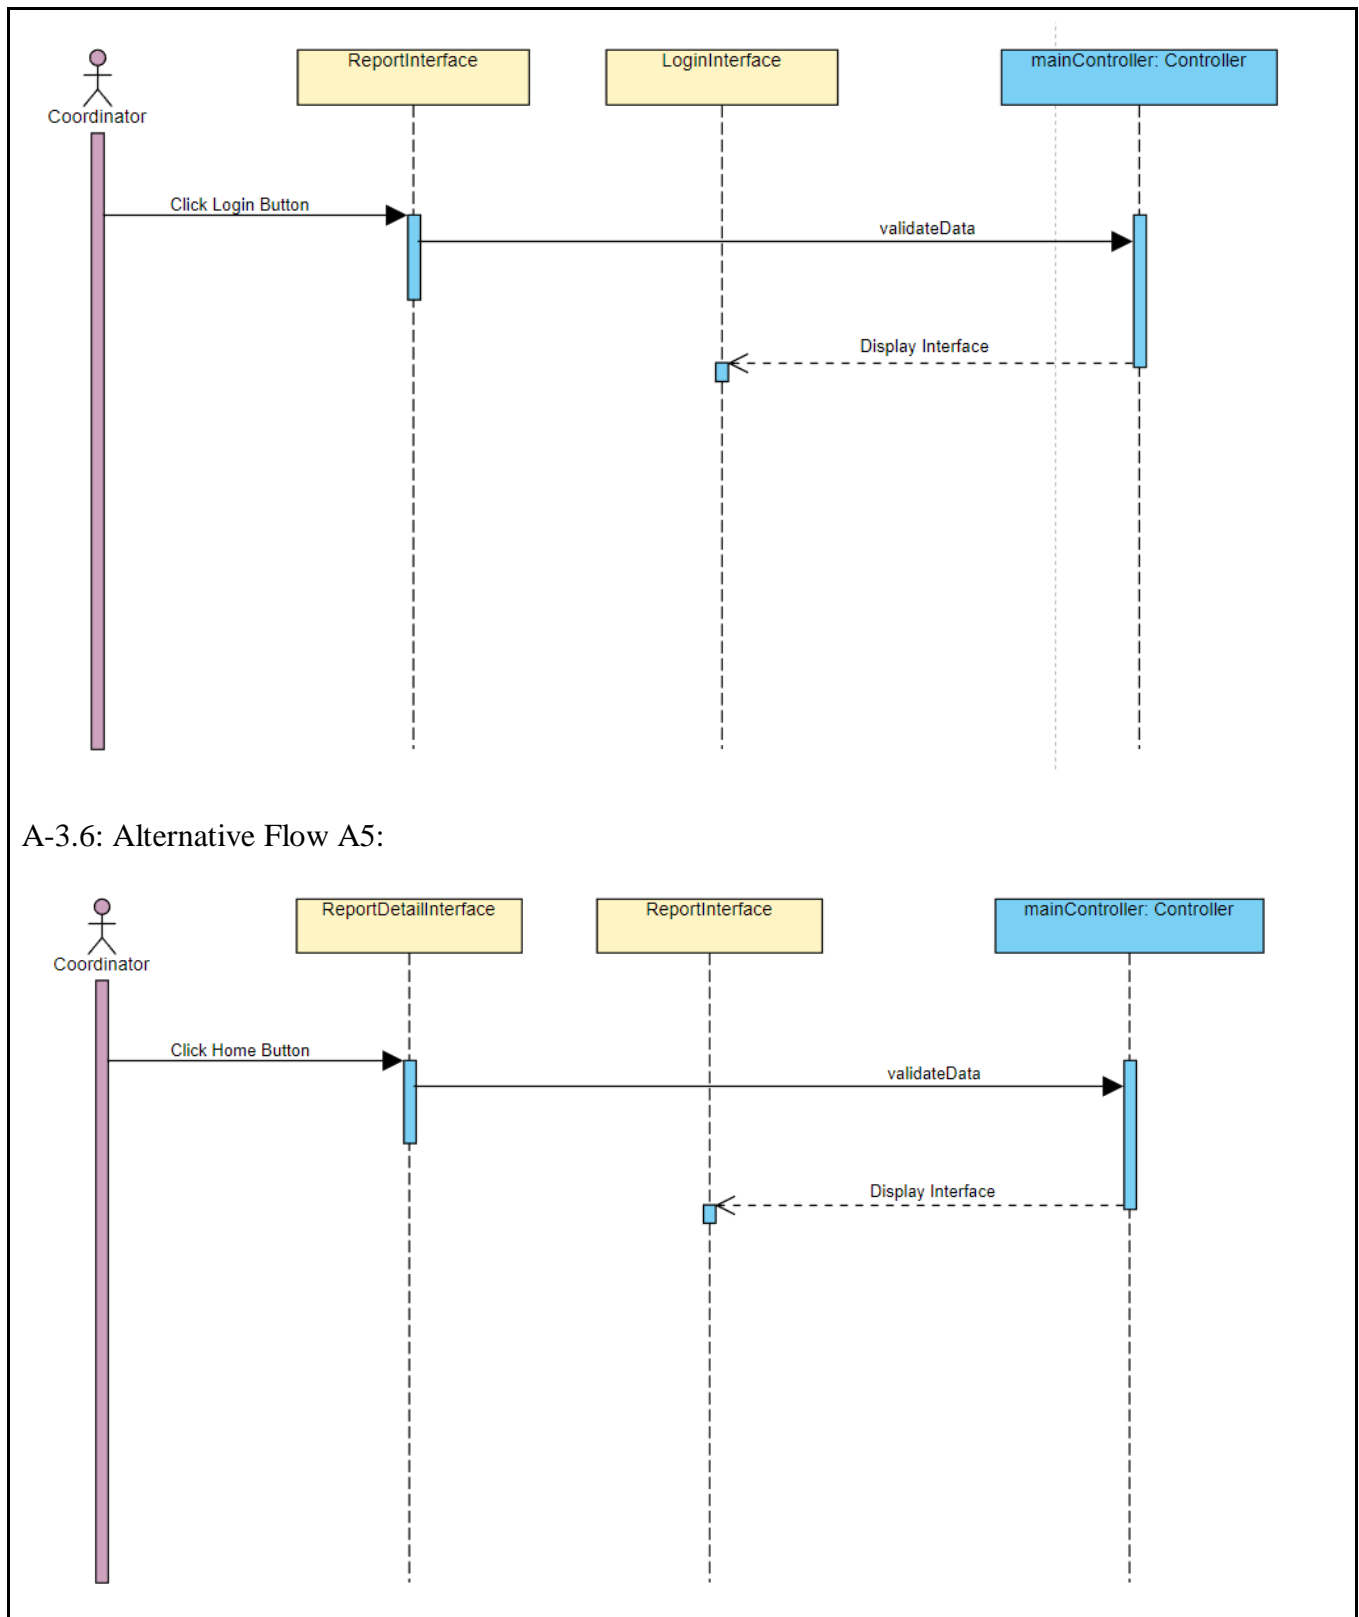 ReportInterface
LoginInterface
mainController: Controller
Coordinator
Click Login Button
validateData
Display Interface
A-3.6: Alternative Flow A5:
ReportDetailInterface
ReportInterface
mainController: Controller
Coordinator
Click Home Button
validateData
Display Interface